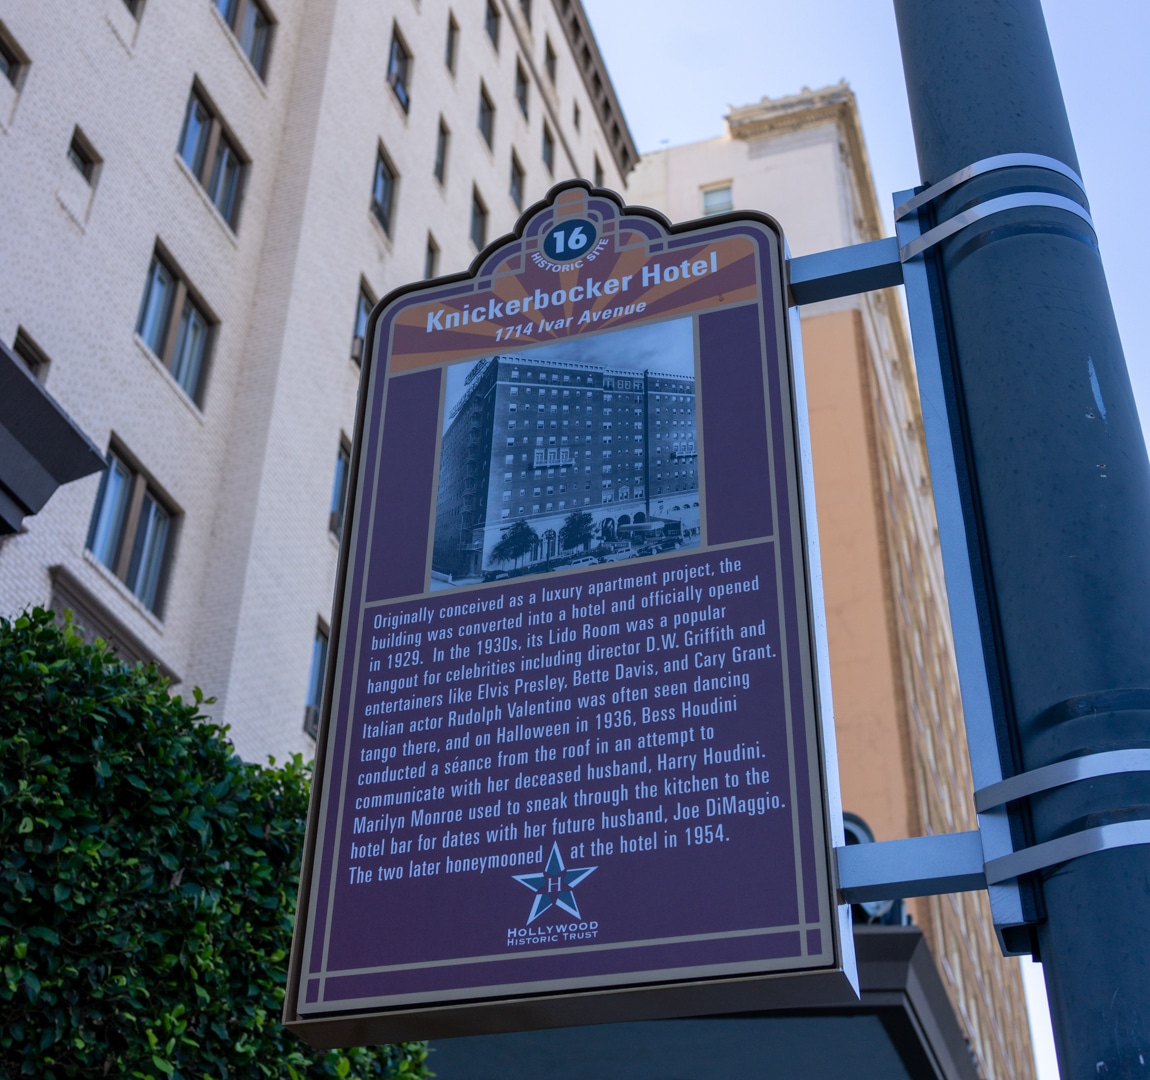 16
HISTORIC SITE
Knickerbocker Hotel
1714 Ivar Avenue
Originally conceived as a luxury apartment project, the
building was converted into a hotel and officially opened
in 1929. In the 1930s, its Lido Room was a popular
hangout for celebrities including director D.W. Griffith and
entertainers like Elvis Presley, Bette Davis, and Cary Grant.
Italian actor Rudolph Valentino was often seen dancing
tango there, and on Halloween in 1936, Bess Houdini
conducted a séance from the roof in an attempt to
communicate with her deceased husband, Harry Houdini.
Marilyn Monroe used to sneak through the kitchen to the
hotel bar for dates with her future husband, Joe DiMaggio.
The two later honeymooned at the hotel in 1954.
H
HOLLYWOOD
HISTORIC TRUST